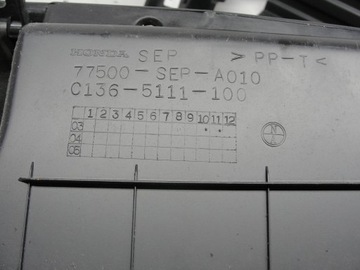 HONDA SEP > PP-T <
77500-SEP-A010
C136-5111-100
1 2 3 4 5 6 7 8 9 10 11 12
03
04
05
N